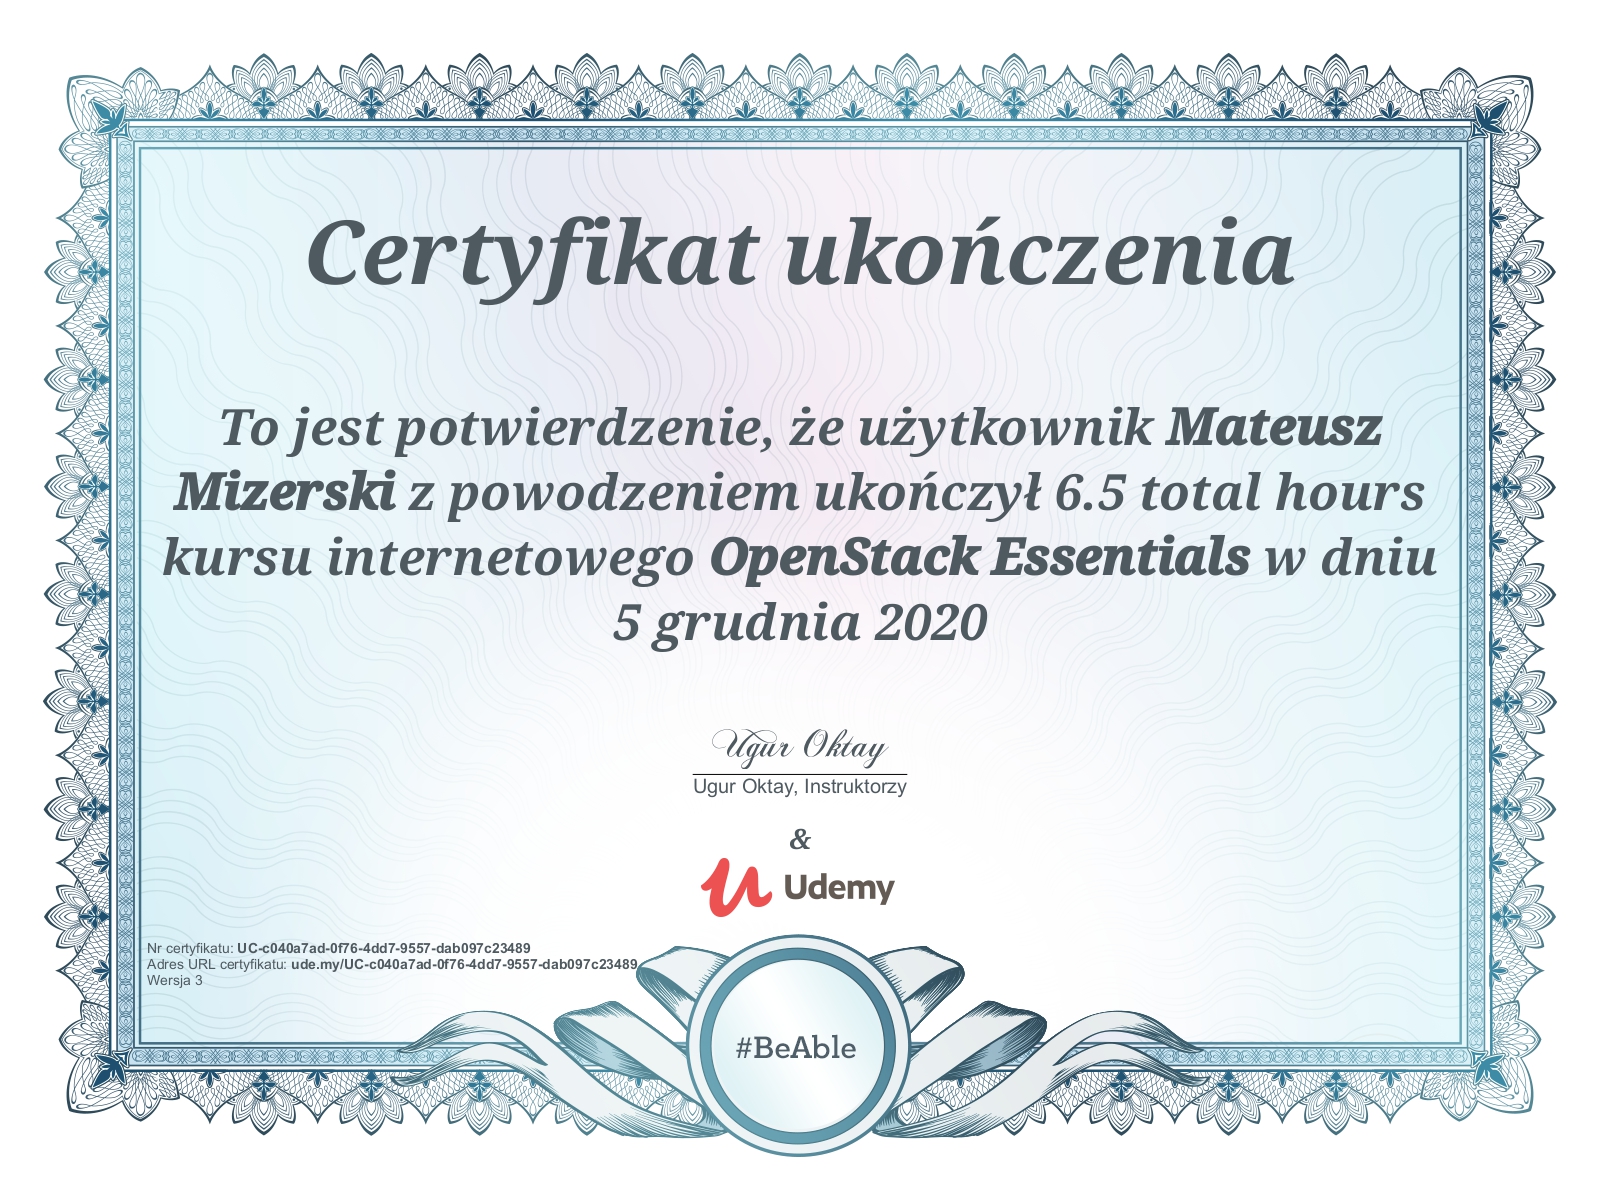 Certyfikat ukończenia
To jest potwierdzenie, że użytkownik Mateusz
Mizerski z powodzeniem ukończył 6.5 total hours
kursu internetowego OpenStack Essentials w dniu
5 grudnia 2020
Ugur Oktay
Ugur Oktay, Instruktorzy
&
Udemy
Nr certyfikatu: UC-c040a7ad-0f76-4dd7-9557-dab097c23489
Adres URL certyfikatu: ude.my/UC-c040a7ad-0f76-4dd7-9557-dab097c23489
Wersja 3
#BeAble